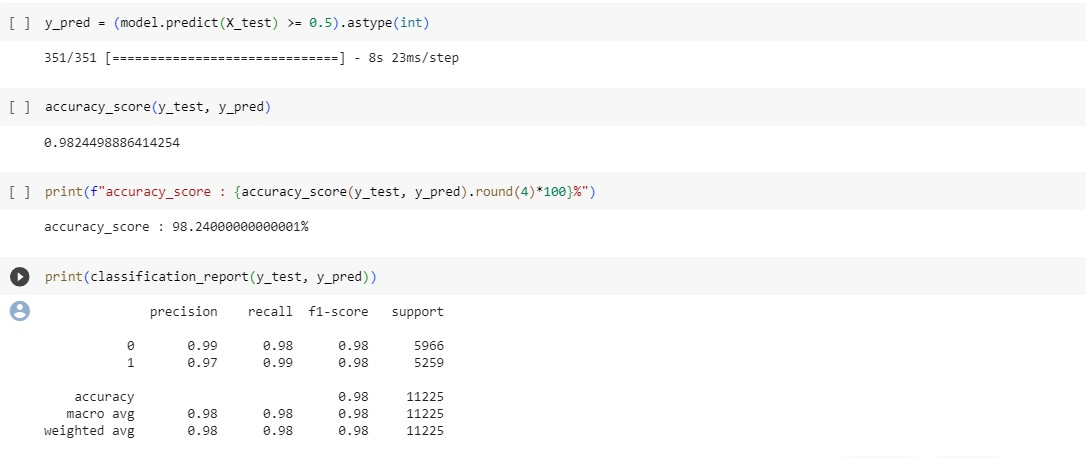 [ ] y_pred = (model.predict(X_test) >= 0.5).astype(int)
351/351 [==============================] - 8s 23ms/step
[ ] accuracy_score(y_test, y_pred)
0.9824498886414254
[ ] print(f"accuracy_score : {accuracy_score(y_test, y_pred).round(4)*100}%")
accuracy_score : 98.24000000000001%
print(classification_report(y_test, y_pred))
precision recall f1-score support
0 0.99 0.98 0.98 5966
1 0.97 0.99 0.98 5259
accuracy 0.98 11225
macro avg 0.98 0.98 0.98 11225
weighted avg 0.98 0.98 0.98 11225